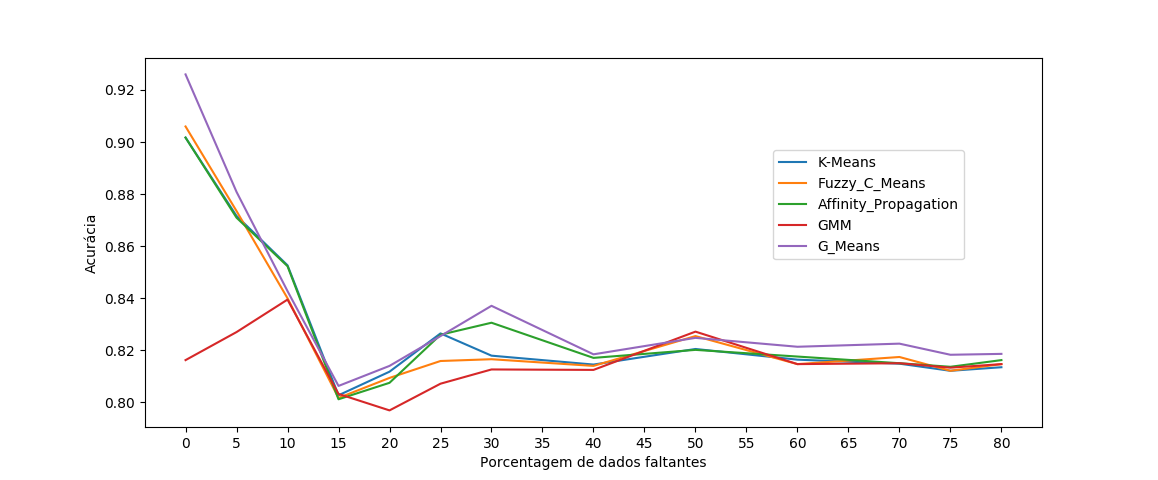 0.92
0.90
0.88
0.86
0.84
0.82
0.80
Acurácia
K-Means
Fuzzy_C_Means
Affinity_Propagation
GMM
G_Means
0 5 10 15 20 25 30 35 40 45 50 55 60 65 70 75 80
Porcentagem de dados faltantes